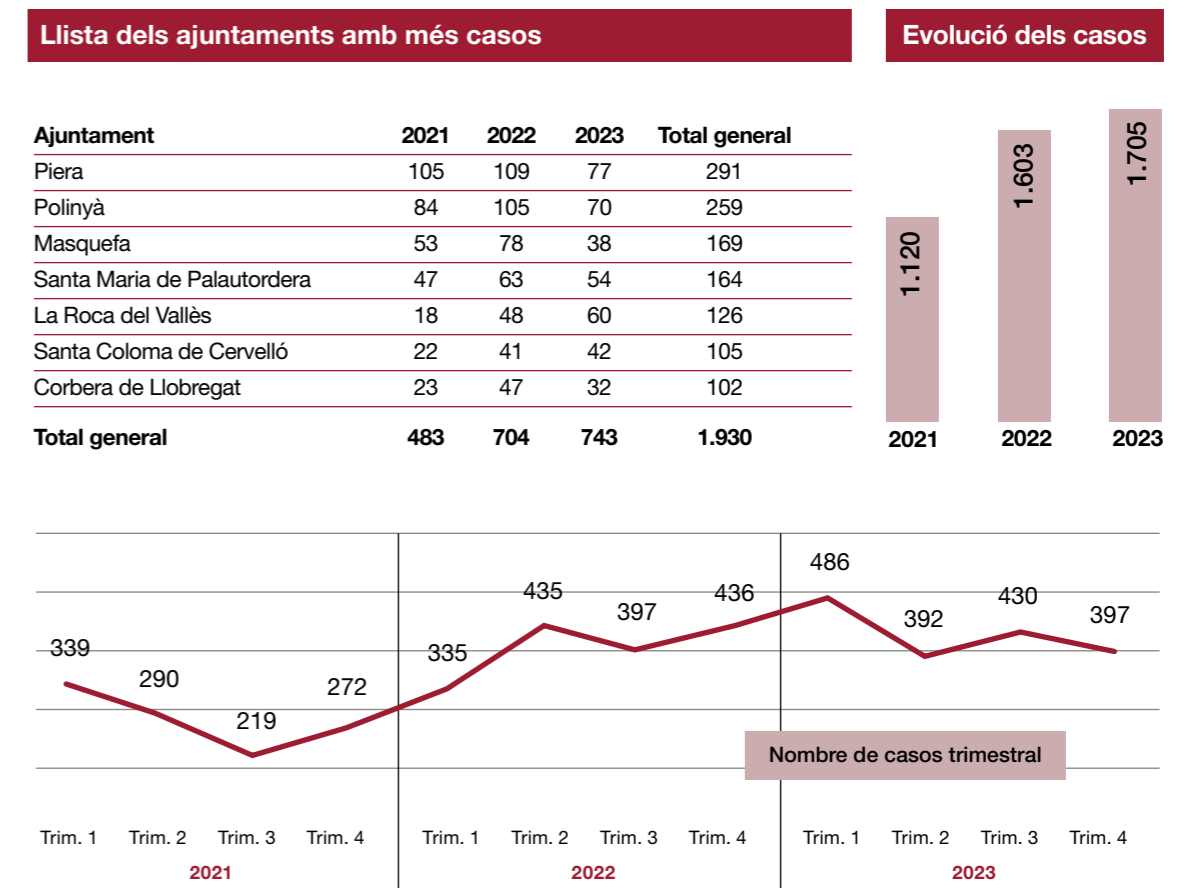 Llista dels ajuntaments amb més casos
Evolució dels casos
Ajuntament 2021 2022 2023 Total general
Piera 105 109 77 291
Polinyà 84 105 70 259
Masquefa 53 78 38 169
Santa Maria de Palautordera 47 63 54 164
La Roca del Vallès 18 48 60 126
Santa Coloma de Cervelló 22 41 42 105
Corbera de Llobregat 23 47 32 102
Total general 483 704 743 1.930
1.120 1.603 1.705
2021 2022 2023
339 290 219 272 335 435 397 436 486 392 430 397
Nombre de casos trimestral
Trim. 1 Trim. 2 Trim. 3 Trim. 4 Trim. 1 Trim. 2 Trim. 3 Trim. 4 Trim. 1 Trim. 2 Trim. 3 Trim. 4
2021 2022 2023